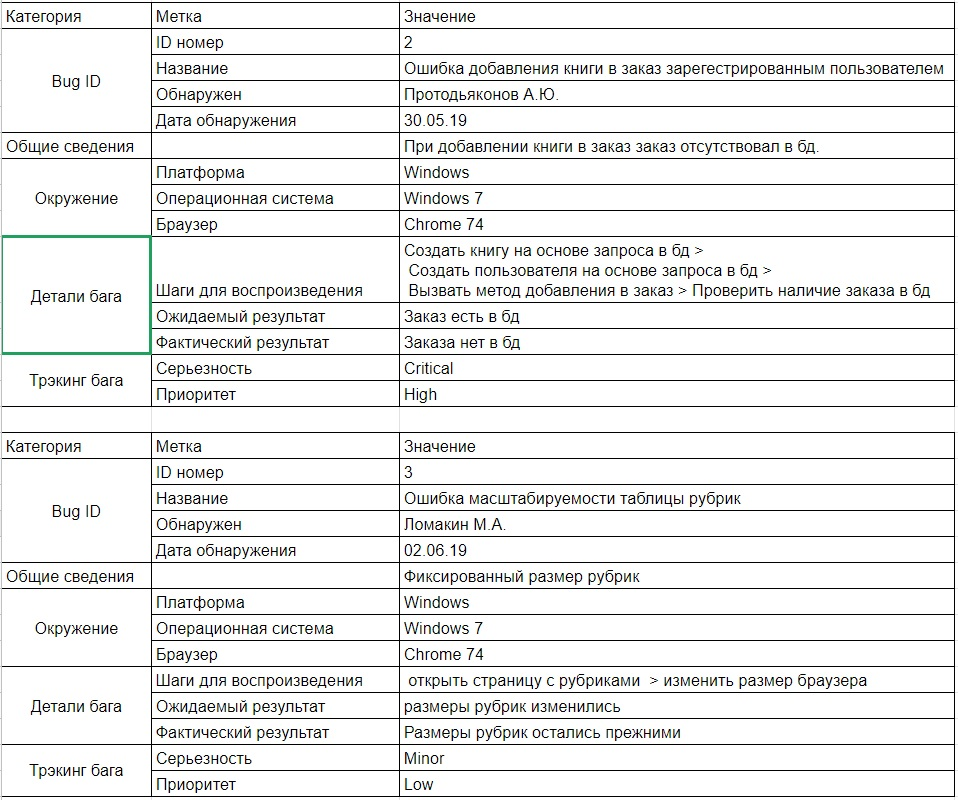 Категория Метка Значение
Bug ID
ID номер 2
Название Ошибка добавления книги в заказ зарегестрированным пользователем
Обнаружен Протодьяконов А.Ю.
Дата обнаружения 30.05.19
Общие сведения При добавлении книги в заказ заказ отсутствовал в бд.
Окружение
Платформа Windows
Операционная система Windows 7
Браузер Chrome 74
Детали бага
Шаги для воспроизведения
Создать книгу на основе запроса в бд >
Создать пользователя на основе запроса в бд >
Вызвать метод добавления в заказ > Проверить наличие заказа в бд
Ожидаемый результат Заказ есть в бд
Фактический результат Заказа нет в бд
Трэкинг бага
Серьезность Critical
Приоритет High
Категория Метка Значение
Bug ID
ID номер 3
Название Ошибка масштабируемости таблицы рубрик
Обнаружен Ломакин М.А.
Дата обнаружения 02.06.19
Общие сведения Фиксированный размер рубрик
Окружение
Платформа Windows
Операционная система Windows 7
Браузер Chrome 74
Детали бага
Шаги для воспроизведения открыть страницу с рубриками > изменить размер браузера
Ожидаемый результат размеры рубрик изменились
Фактический результат Размеры рубрик остались прежними
Трэкинг бага
Серьезность Minor
Приоритет Low